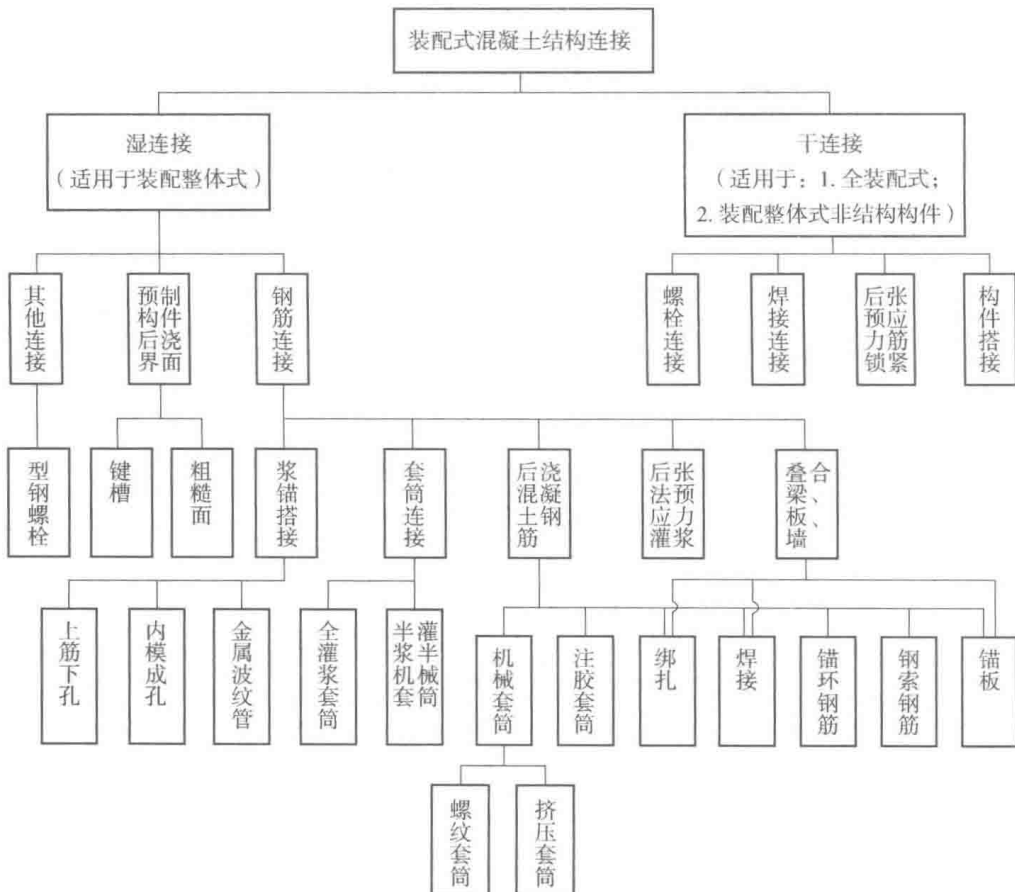 装配式混凝土结构连接
湿连接
（适用于装配整体式）
干连接
（适用于：1. 全装配式；
2. 装配整体式非结构构件）
其他连接
预制构件后浇界面
钢筋连接
螺栓连接
焊接连接
后张预应力筋锁紧
构件搭接
型钢螺栓
键槽
粗糙面
浆锚搭接
套筒连接
后浇混凝土钢筋
后张法预应力灌浆
叠合梁、板、墙
上筋下孔
内模成孔
金属波纹管
全灌浆套筒
半灌浆半机械套筒
机械套筒
注胶套筒
绑扎
焊接
锚环钢筋
钢索钢筋
锚板
螺纹套筒
挤压套筒